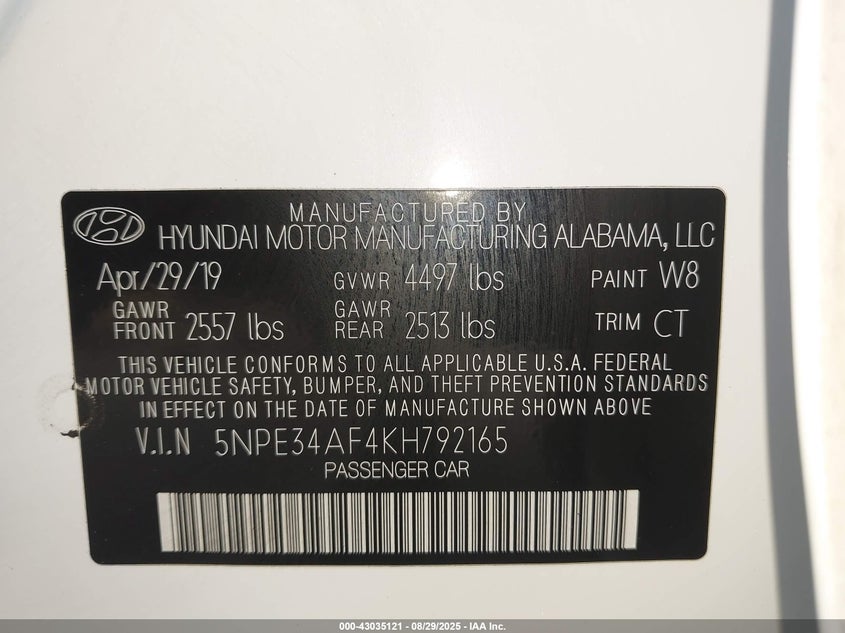 MANUFACTURED BY
HYUNDAI MOTOR MANUFACTURING ALABAMA, LLC
Apr/29/19 GVWR 4497 lbs PAINT W8
GAWR FRONT 2557 lbs GAWR REAR 2513 lbs TRIM CT
THIS VEHICLE CONFORMS TO ALL APPLICABLE U.S.A. FEDERAL
MOTOR VEHICLE SAFETY, BUMPER, AND THEFT PREVENTION STANDARDS
IN EFFECT ON THE DATE OF MANUFACTURE SHOWN ABOVE
V.I.N 5NPE34AF4KH792165
PASSENGER CAR
000-43035121 - 08/29/2025 - IAA Inc.